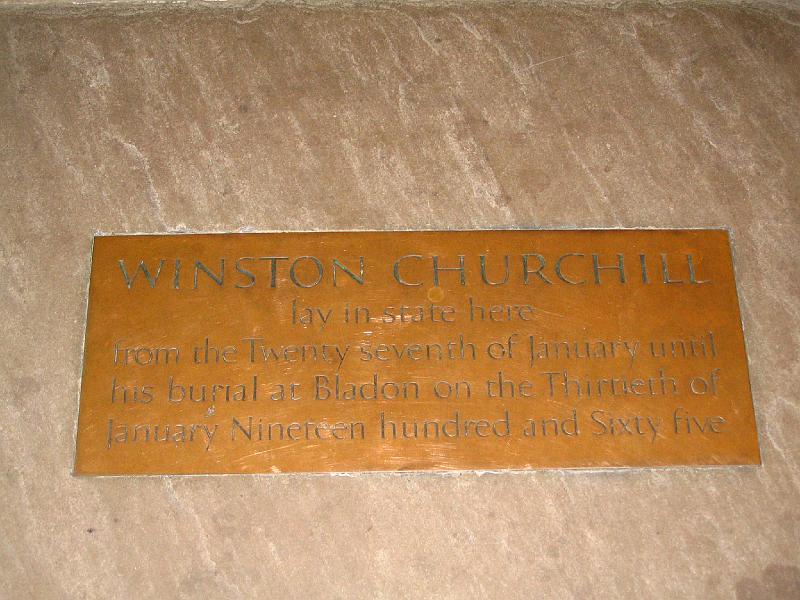 WINSTON CHURCHILL
lay in state here
from the Twenty seventh of January until
his burial at Bladon on the Thirtieth of
January Nineteen hundred and Sixty five